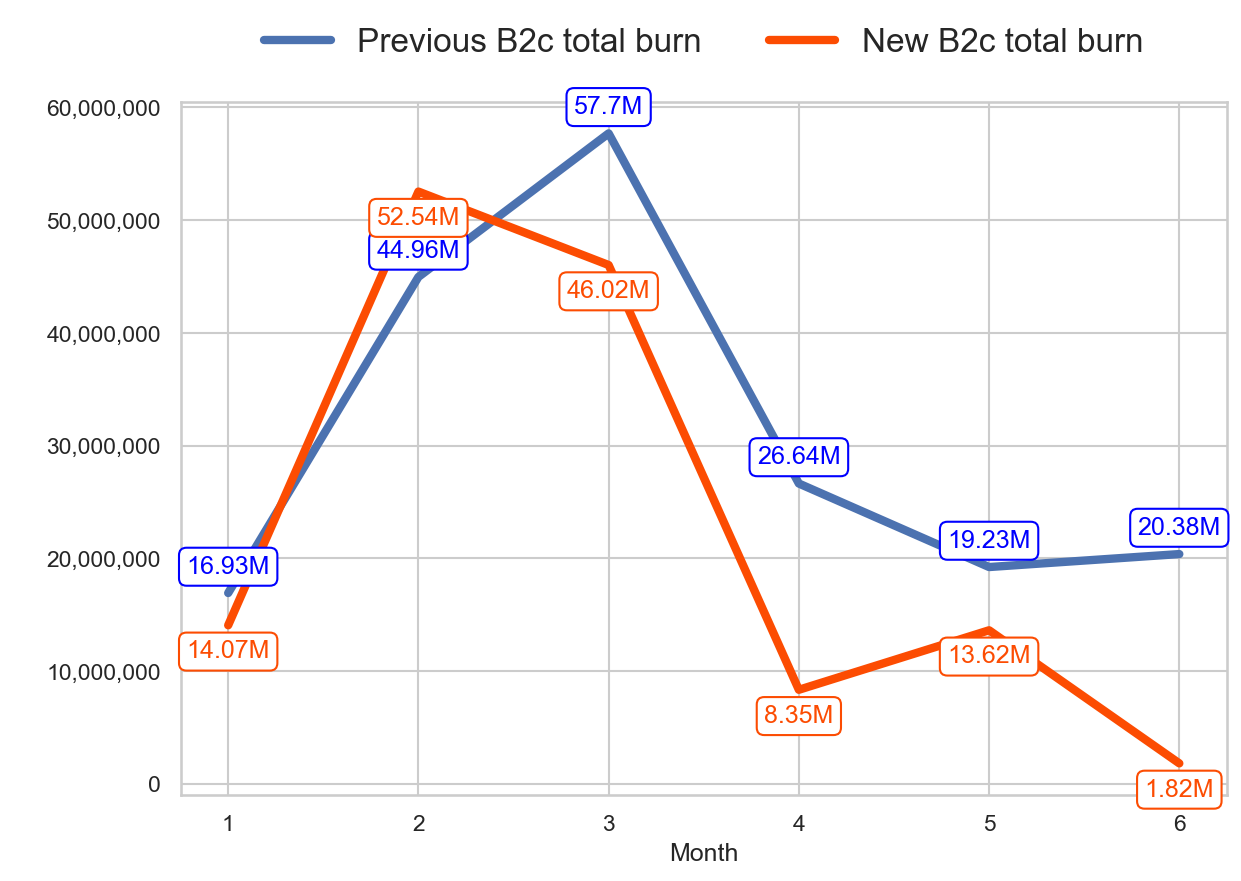 Previous B2c total burn New B2c total burn
60,000,000
50,000,000
40,000,000
30,000,000
20,000,000
10,000,000
0
57.7M
52.54M
44.96M
46.02M
26.64M
16.93M
19.23M
20.38M
14.07M
8.35M
13.62M
1.82M
1 2 3 4 5 6
Month